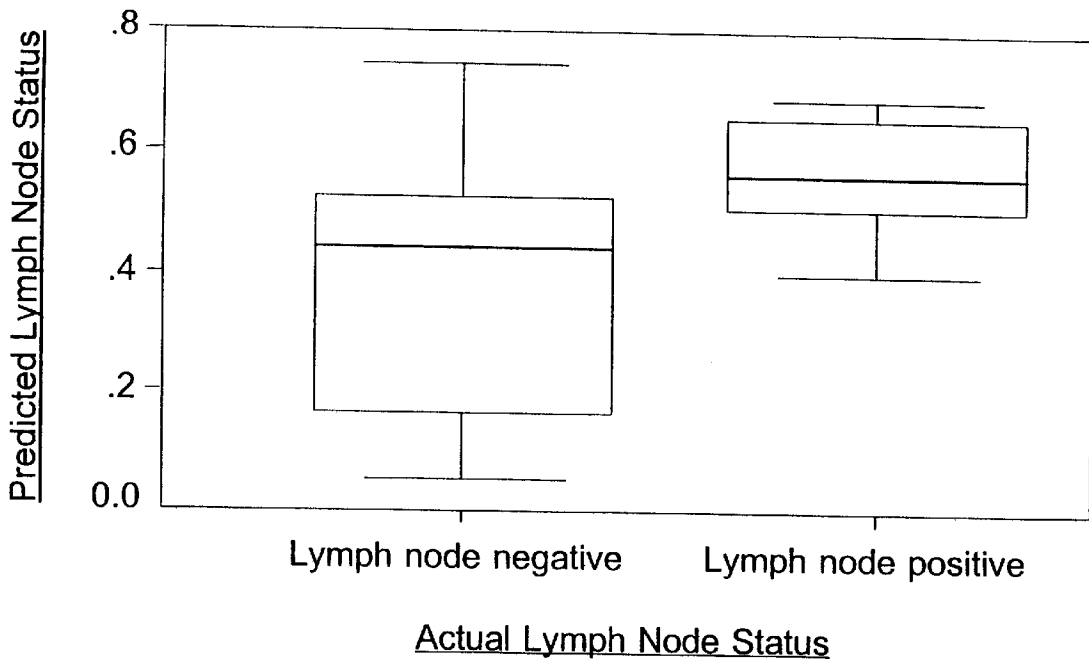 Predicted Lymph Node Status
.8
.6
.4
.2
0.0
Lymph node negative
Lymph node positive
Actual Lymph Node Status